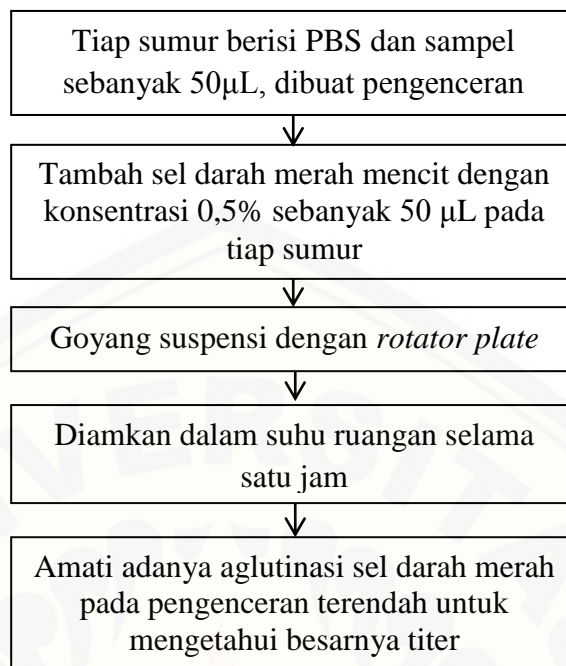 Tiap sumur berisi PBS dan sampel
sebanyak 50μL, dibuat pengenceran
Tambah sel darah merah mencit dengan
konsentrasi 0,5% sebanyak 50 μL pada
tiap sumur
Goyang suspensi dengan rotator plate
Diamkan dalam suhu ruangan selama
satu jam
Amati adanya aglutinasi sel darah merah
pada pengenceran terendah untuk
mengetahui besarnya titer